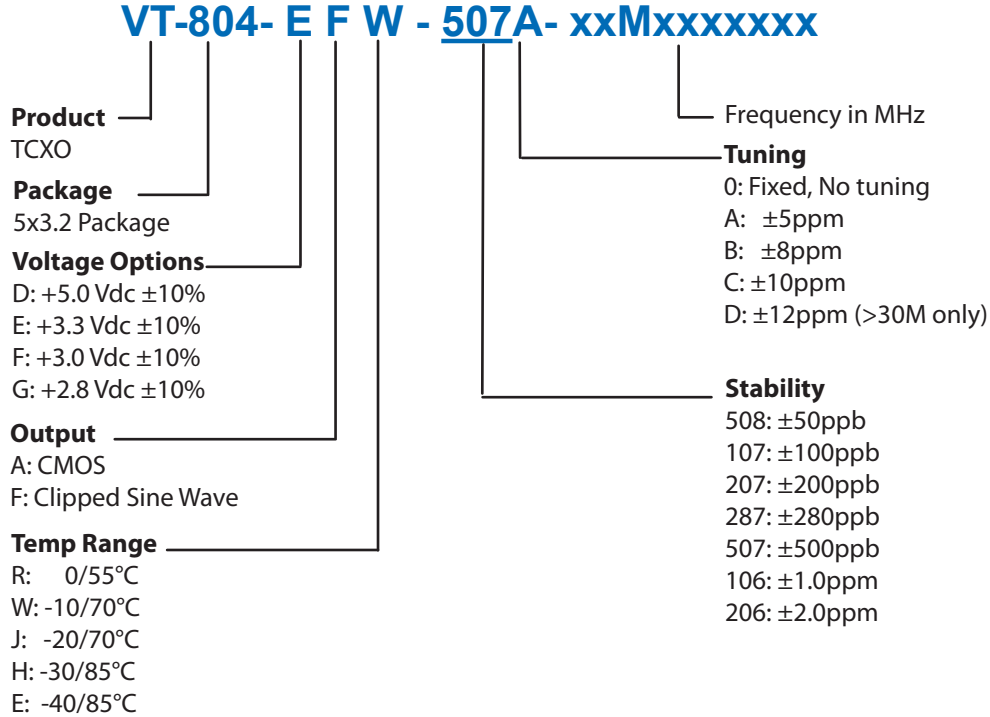 VT-804- E F W - 507A- xxMxxxxxxx
Product
TCXO
Package
5x3.2 Package
Voltage Options
D: +5.0 Vdc ±10%
E: +3.3 Vdc ±10%
F: +3.0 Vdc ±10%
G: +2.8 Vdc ±10%
Output
A: CMOS
F: Clipped Sine Wave
Temp Range
R: 0/55°C
W: -10/70°C
J: -20/70°C
H: -30/85°C
E: -40/85°C
Frequency in MHz
Tuning
0: Fixed, No tuning
A: ±5ppm
B: ±8ppm
C: ±10ppm
D: ±12ppm (>30M only)
Stability
508: ±50ppb
107: ±100ppb
207: ±200ppb
287: ±280ppb
507: ±500ppb
106: ±1.0ppm
206: ±2.0ppm